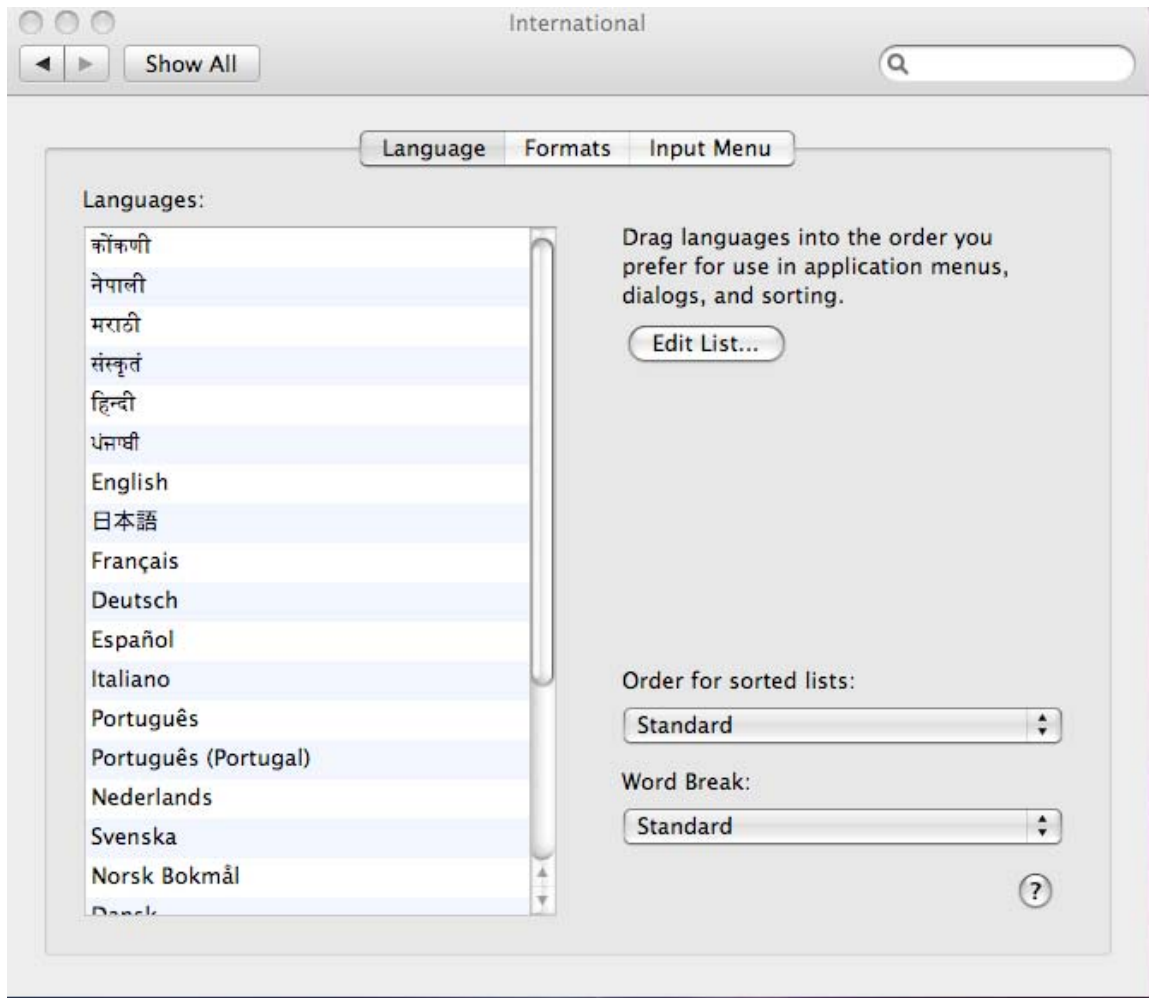 International
Show All
Language Formats Input Menu
Languages:
कोंकणी
नेपाली
मराठी
संस्कृतं
हिन्दी
ਪੰਜਾਬੀ
English
日本語
Français
Deutsch
Español
Italiano
Português
Português (Portugal)
Nederlands
Svenska
Norsk Bokmål
Dansk
Drag languages into the order you
prefer for use in application menus,
dialogs, and sorting.
Edit List...
Order for sorted lists:
Standard
Word Break:
Standard
?